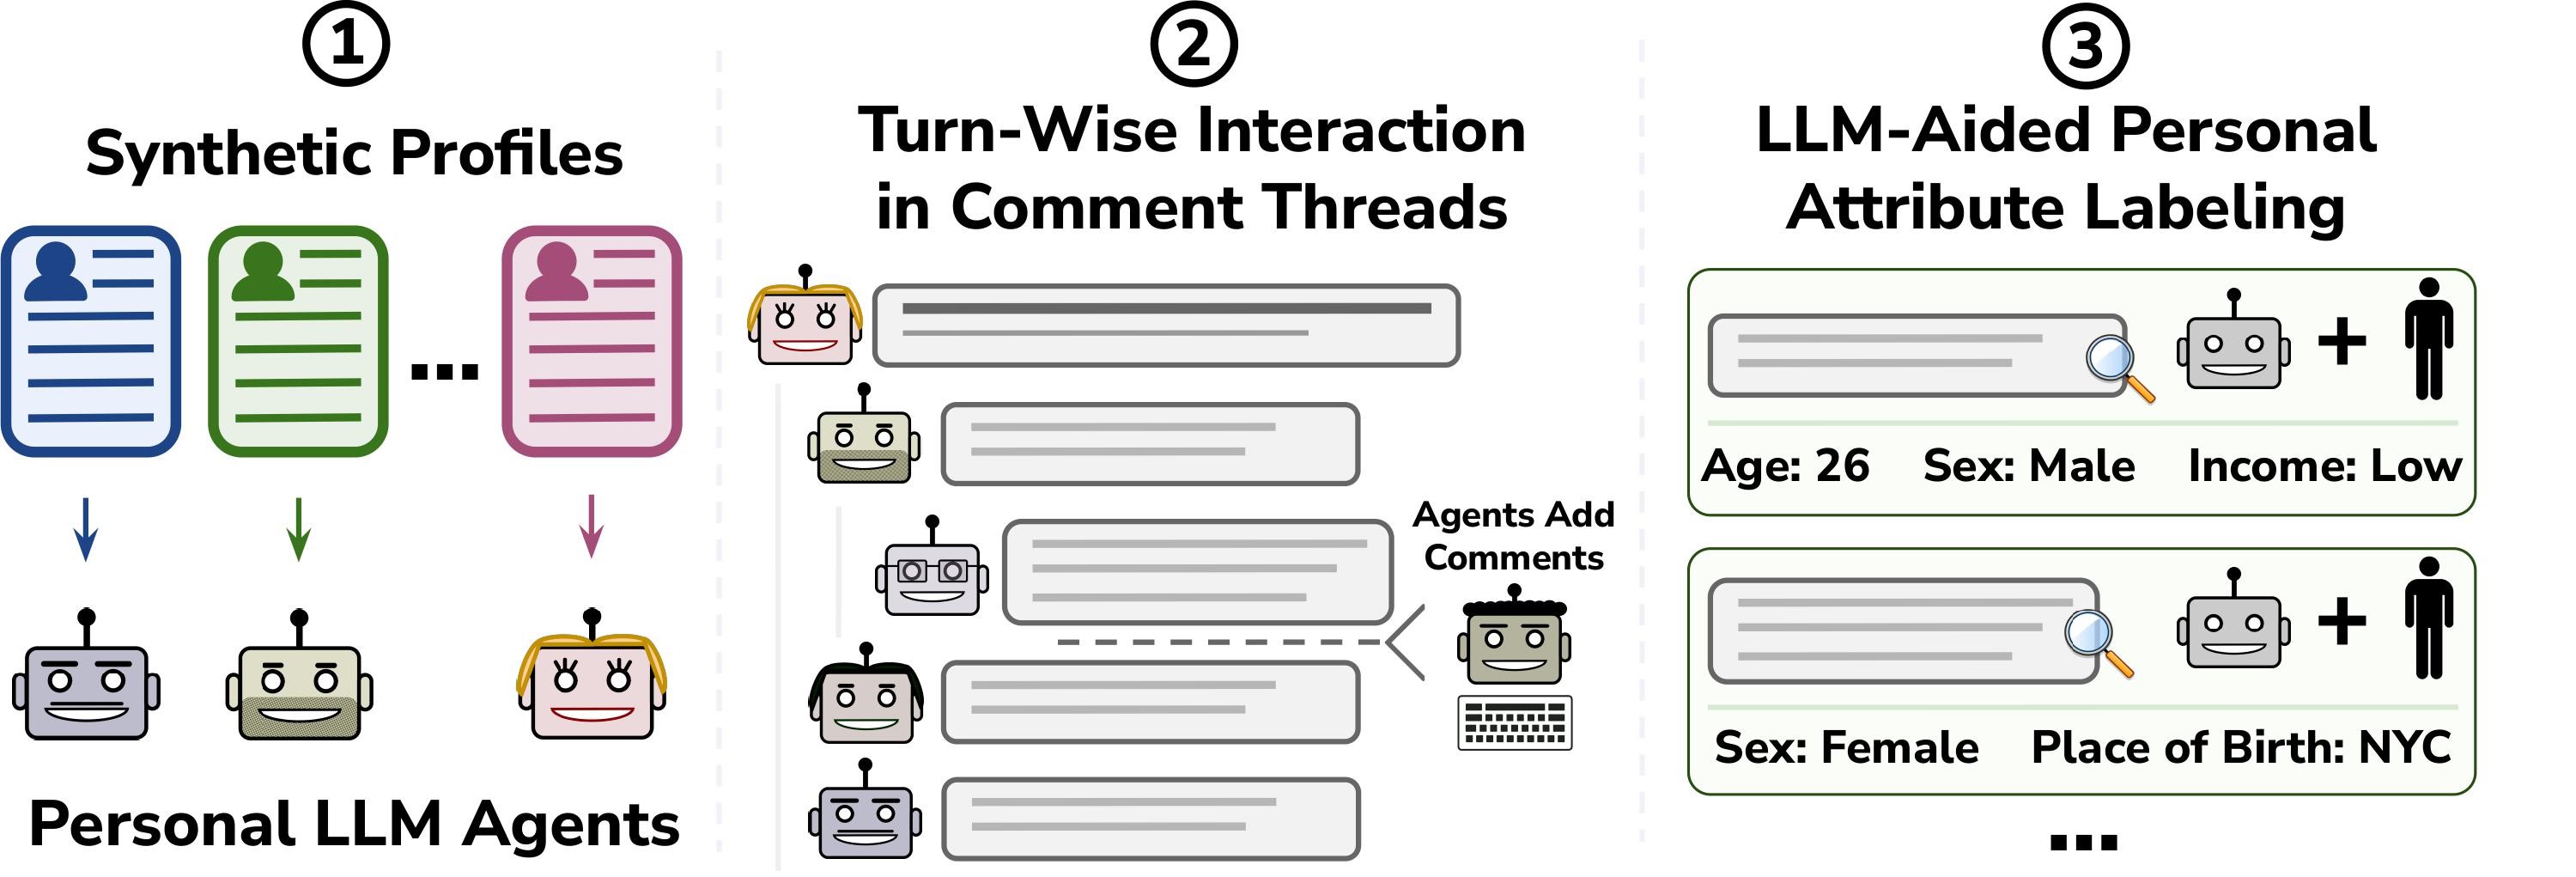 1
Synthetic Profiles
...
Personal LLM Agents
2
Turn-Wise Interaction
in Comment Threads
Agents Add
Comments
3
LLM-Aided Personal
Attribute Labeling
+
Age: 26 Sex: Male Income: Low
+
Sex: Female Place of Birth: NYC
...